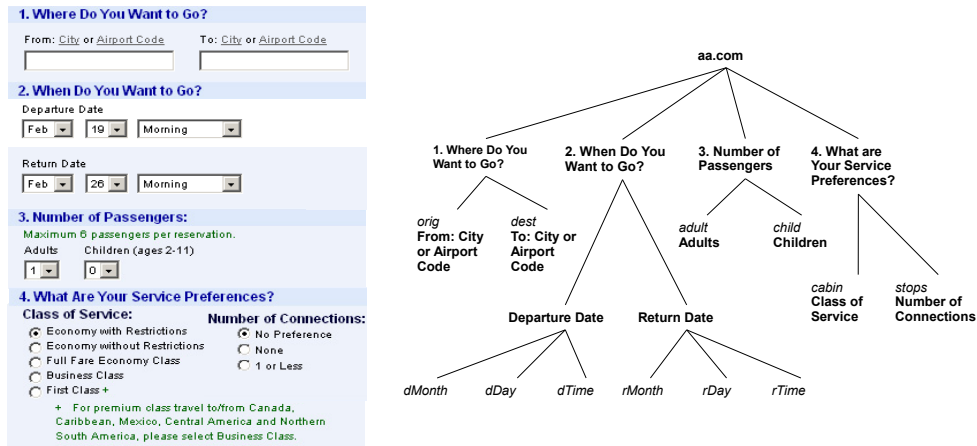 1. Where Do You Want to Go?
From: City or Airport Code To: City or Airport Code
2. When Do You Want to Go?
Departure Date
Feb 19 Morning
Return Date
Feb 26 Morning
3. Number of Passengers:
Maximum 6 passengers per reservation.
Adults Children (ages 2-11)
1 0
4. What Are Your Service Preferences?
Class of Service:
Economy with Restrictions
Economy without Restrictions
Full Fare Economy Class
Business Class
First Class +
Number of Connections:
No Preference
None
1 or Less
+ For premium class travel to/from Canada,
Caribbean, Mexico, Central America and Northern
South America, please select Business Class.
aa.com
1. Where Do You
Want to Go?
2. When Do You
Want to Go?
3. Number of
Passengers
4. What are
Your Service
Preferences?
orig
From: City
or Airport
Code
dest
To: City or
Airport
Code
adult
Adults
child
Children
cabin
Class of
Service
stops
Number of
Connections
Departure Date
Return Date
dMonth
dDay
dTime
rMonth
rDay
rTime